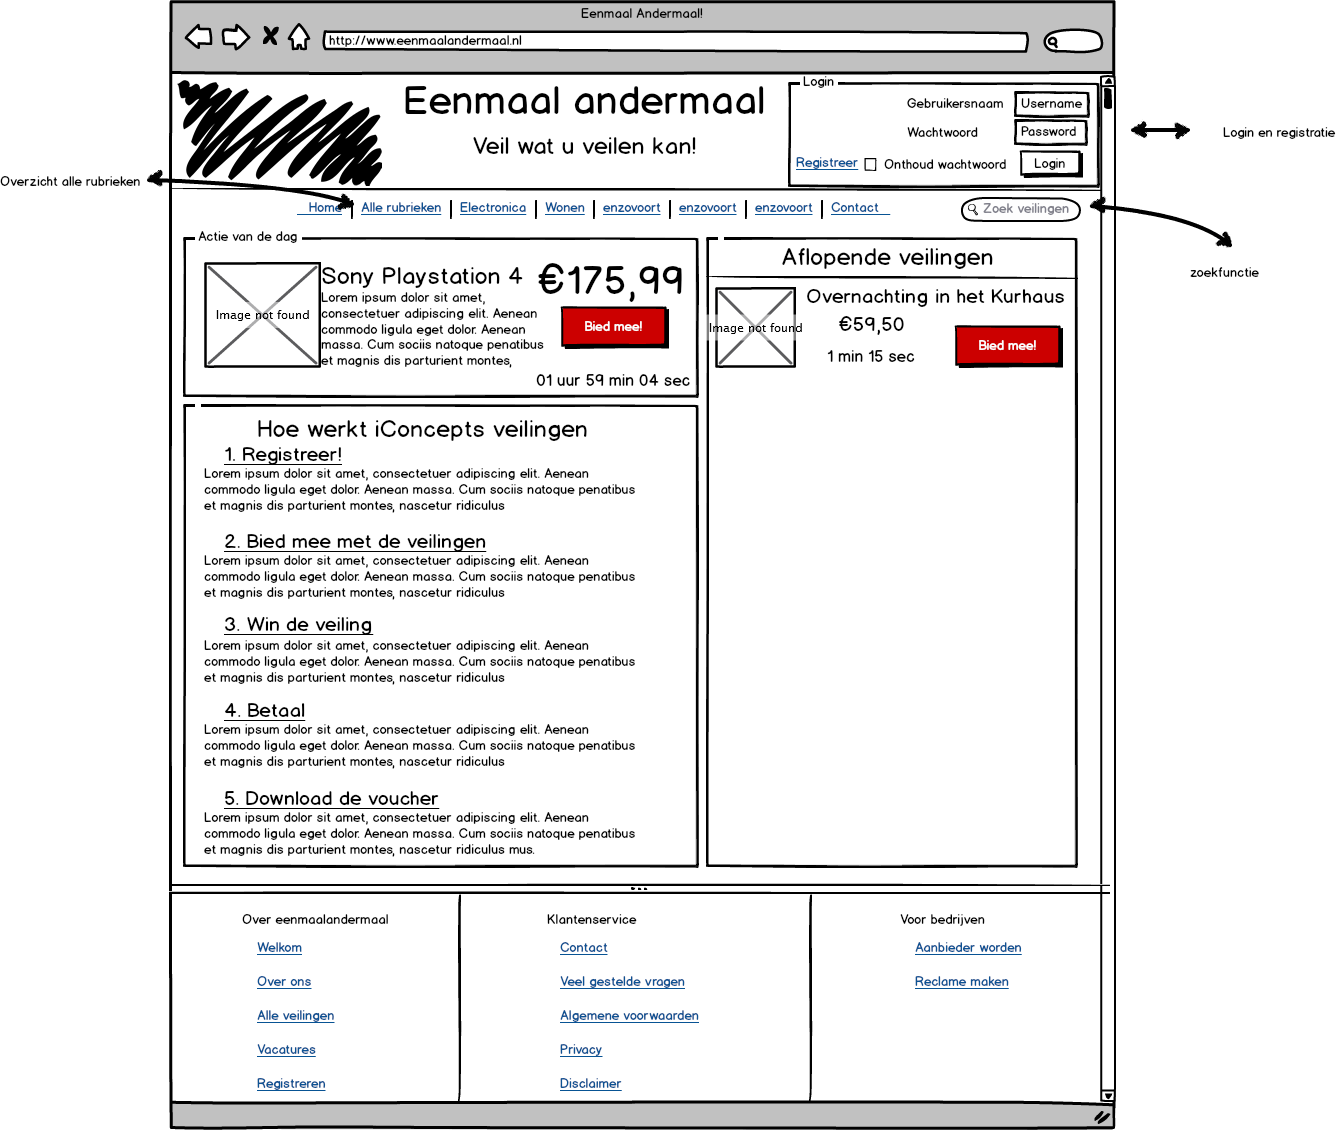 Eenmaal Andermaal!
http://www.eenmaalandermaal.nl
Login
Eenmaal andermaal
Veil wat u veilen kan!
Gebruikersnaam Username
Wachtwoord Password
Registreer Onthoud wachtwoord Login
Login en registratie
Overzicht alle rubrieken
Home Alle rubrieken Electronica Wonen enzovoort enzovoort enzovoort Contact
Zoek veilingen
zoekfunctie
Actie van de dag
Image not found
Sony Playstation 4
€175,99
Lorem ipsum dolor sit amet,
consectetuer adipiscing elit. Aenean
commodo ligula eget dolor. Aenean
massa. Cum sociis natoque penatibus
et magnis dis parturient montes,
Bied mee!
01 uur 59 min 04 sec
Aflopende veilingen
Image not found
Overnachting in het Kurhaus
€59,50
1 min 15 sec
Bied mee!
Hoe werkt iConcepts veilingen
1. Registreer!
Lorem ipsum dolor sit amet, consectetuer adipiscing elit. Aenean
commodo ligula eget dolor. Aenean massa. Cum sociis natoque penatibus
et magnis dis parturient montes, nascetur ridiculus
2. Bied mee met de veilingen
Lorem ipsum dolor sit amet, consectetuer adipiscing elit. Aenean
commodo ligula eget dolor. Aenean massa. Cum sociis natoque penatibus
et magnis dis parturient montes, nascetur ridiculus
3. Win de veiling
Lorem ipsum dolor sit amet, consectetuer adipiscing elit. Aenean
commodo ligula eget dolor. Aenean massa. Cum sociis natoque penatibus
et magnis dis parturient montes, nascetur ridiculus
4. Betaal
Lorem ipsum dolor sit amet, consectetuer adipiscing elit. Aenean
commodo ligula eget dolor. Aenean massa. Cum sociis natoque penatibus
et magnis dis parturient montes, nascetur ridiculus
5. Download de voucher
Lorem ipsum dolor sit amet, consectetuer adipiscing elit. Aenean
commodo ligula eget dolor. Aenean massa. Cum sociis natoque penatibus
et magnis dis parturient montes, nascetur ridiculus mus.
Over eenmaalandermaal
Welkom
Over ons
Alle veilingen
Vacatures
Registreren
Klantenservice
Contact
Veel gestelde vragen
Algemene voorwaarden
Privacy
Disclaimer
Voor bedrijven
Aanbieder worden
Reclame maken